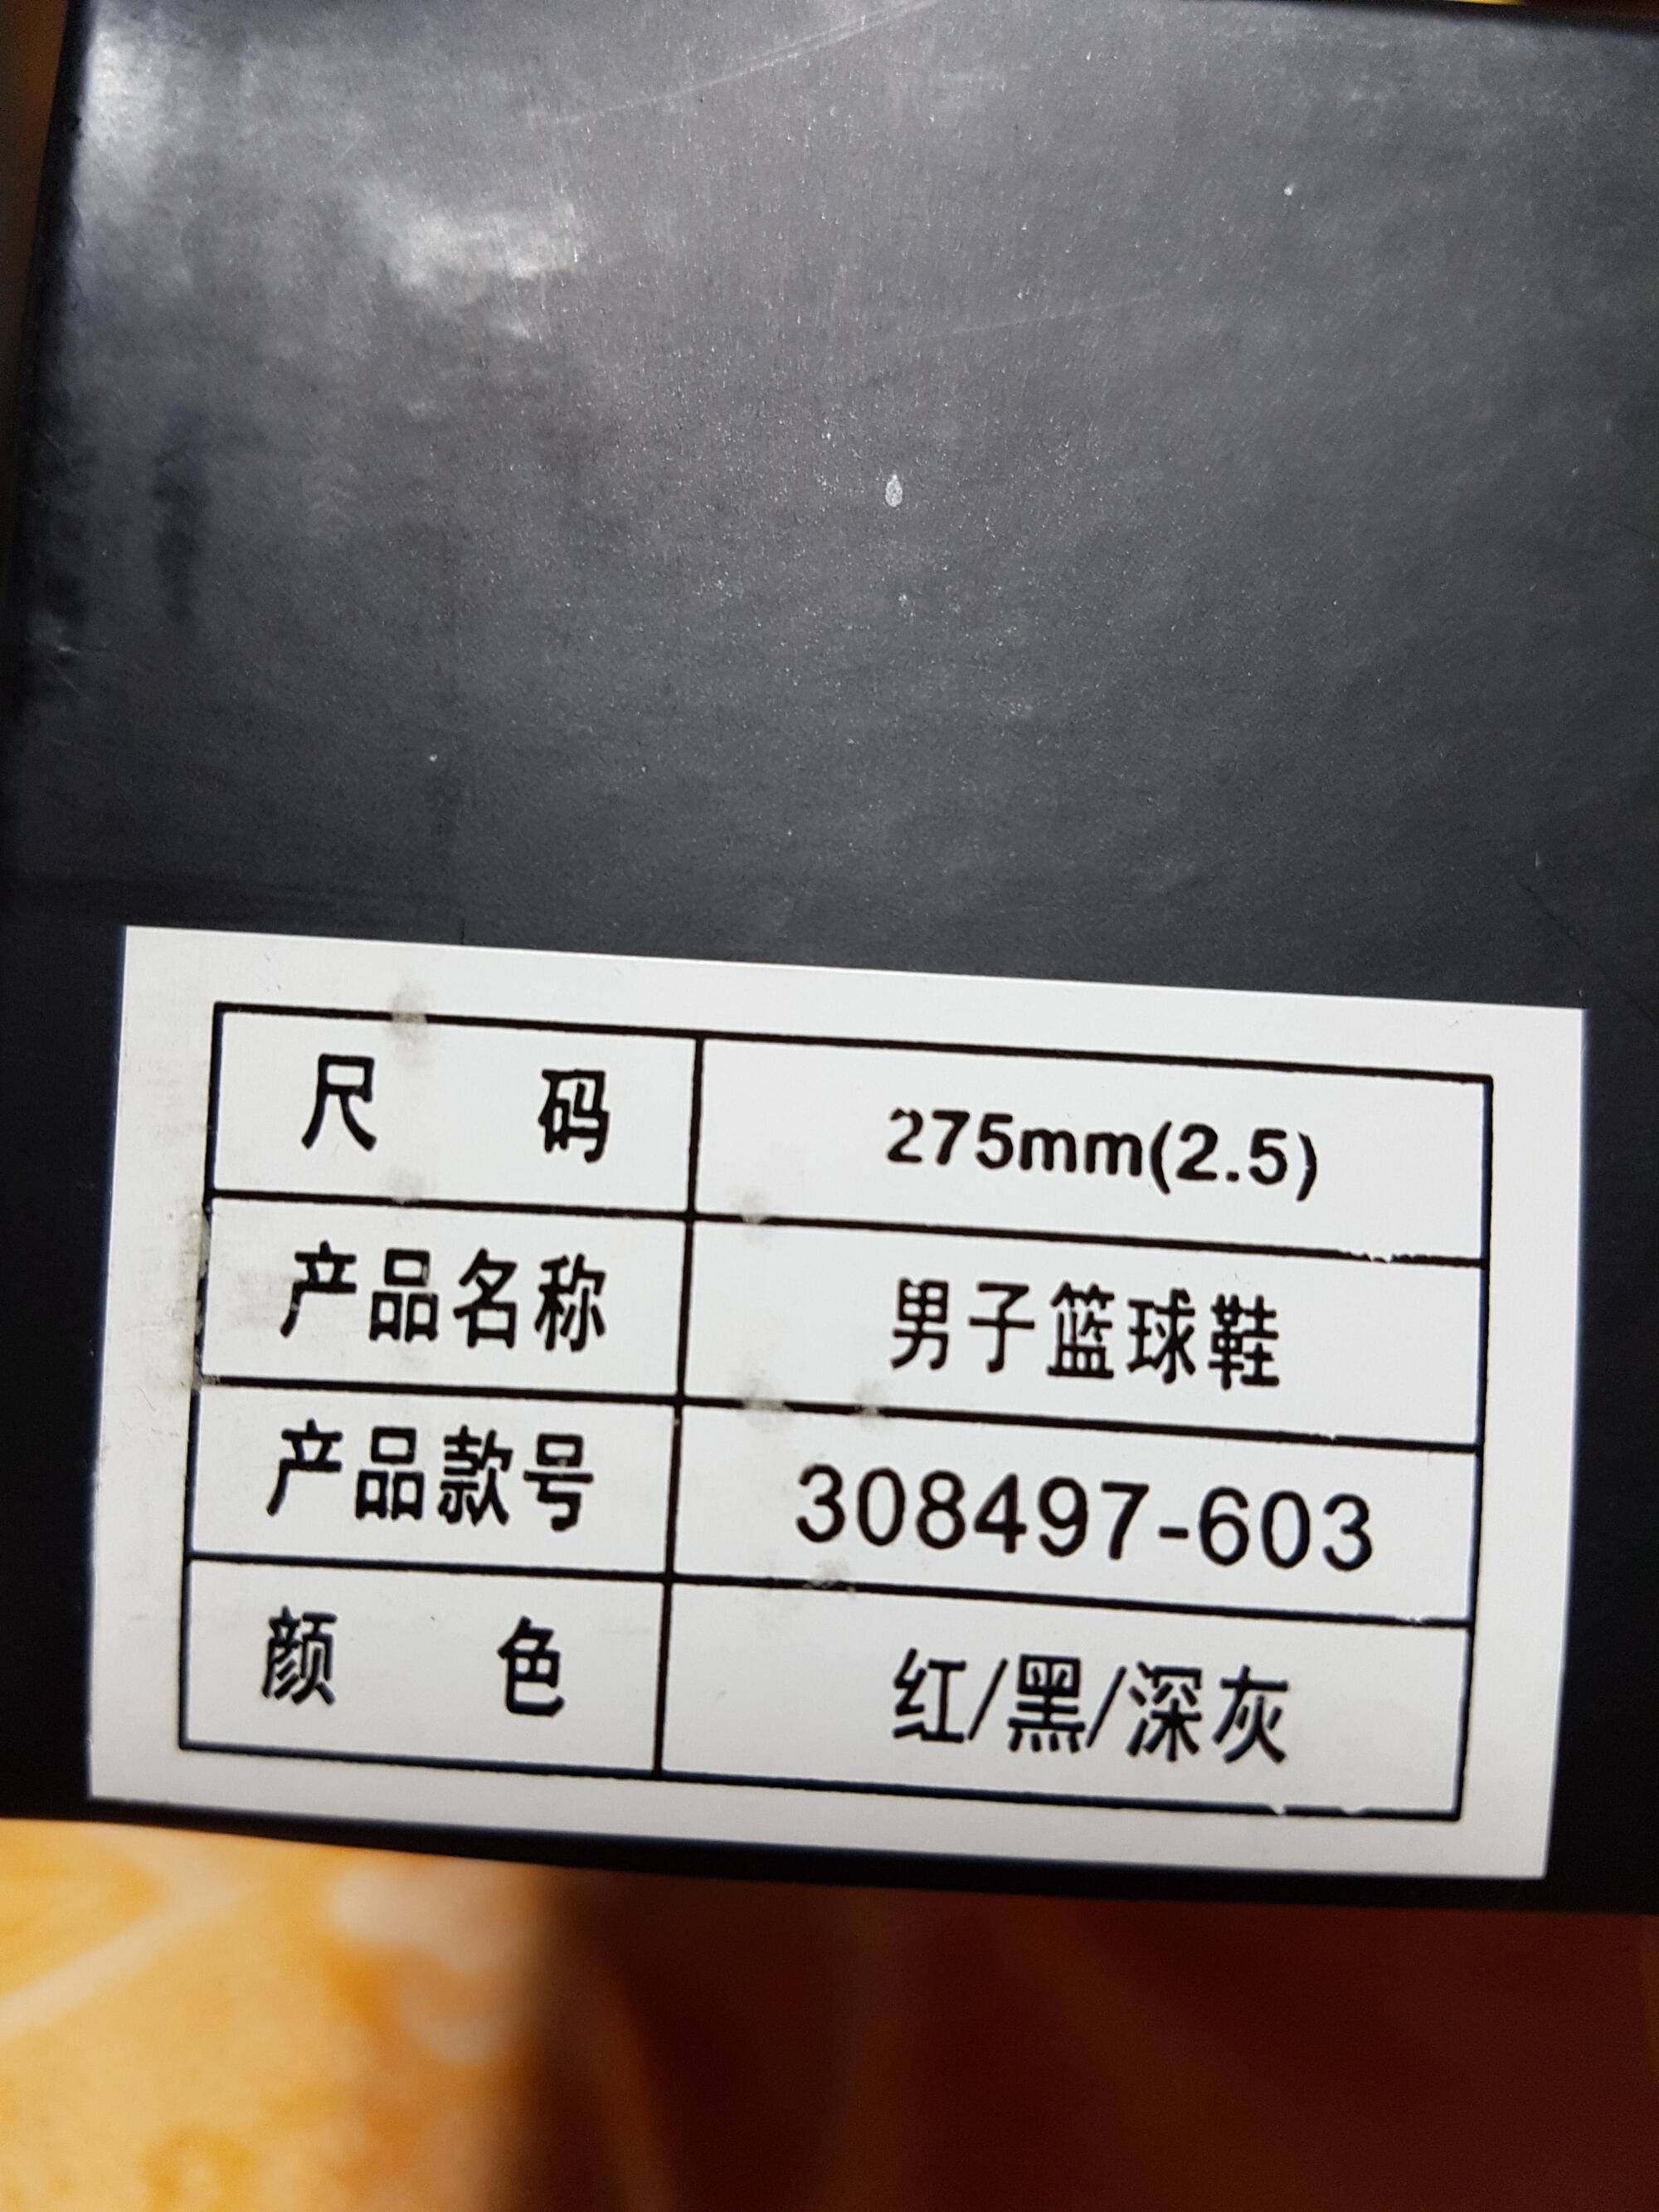 尺 码 275mm(2.5)
产品名称 男子篮球鞋
产品款号 308497-603
颜 色 红/黑/深灰